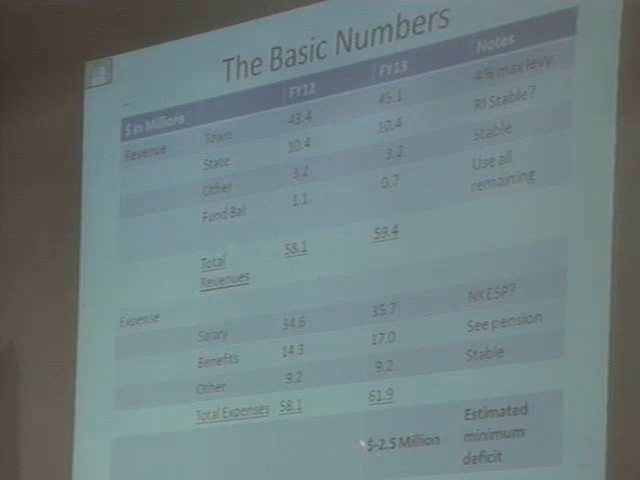 The Basic Numbers
$ in Millions FY12 FY13 Notes
Revenue Town 43.4 45.1 4% max levy
State 10.4 10.4 RI Stable?
Other 3.2 3.2 Stable
Fund Bal 1.1 0.7 Use all remaining
Total Revenues 58.1 59.4
Expense
Salary 34.6 35.7 NKESP?
Benefits 14.3 17.0 See pension
Other 9.2 9.2 Stable
Total Expenses 58.1 61.9
$-2.5 Million Estimated minimum deficit